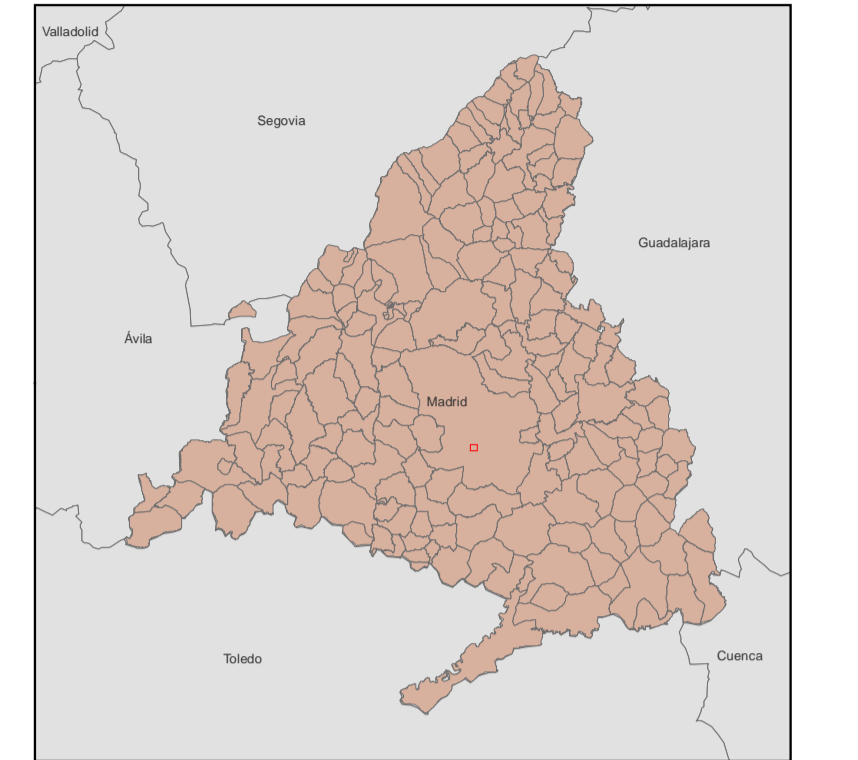 Valladolid
Segovia
Guadalajara
Ávila
Madrid
Toledo
Cuenca